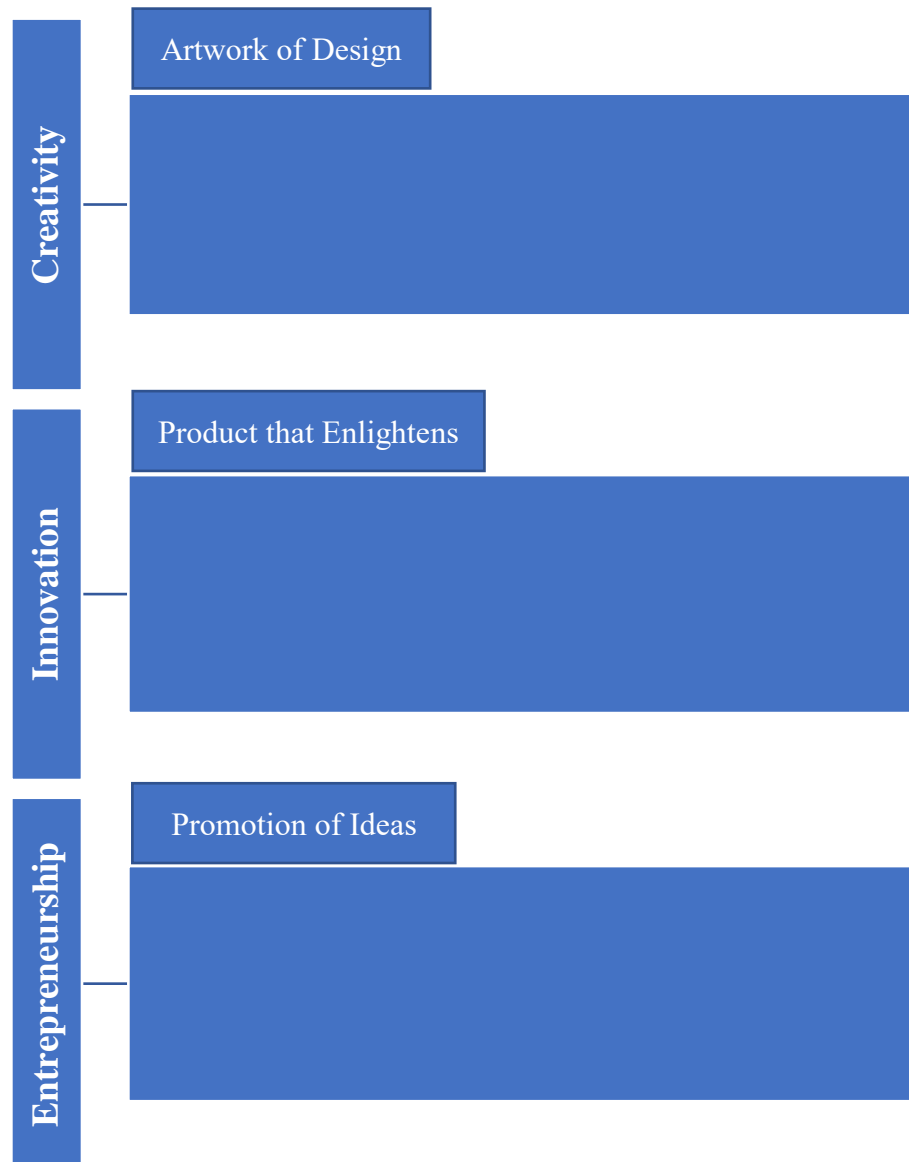 Creativity
Artwork of Design
Innovation
Product that Enlightens
Entrepreneurship
Promotion of Ideas